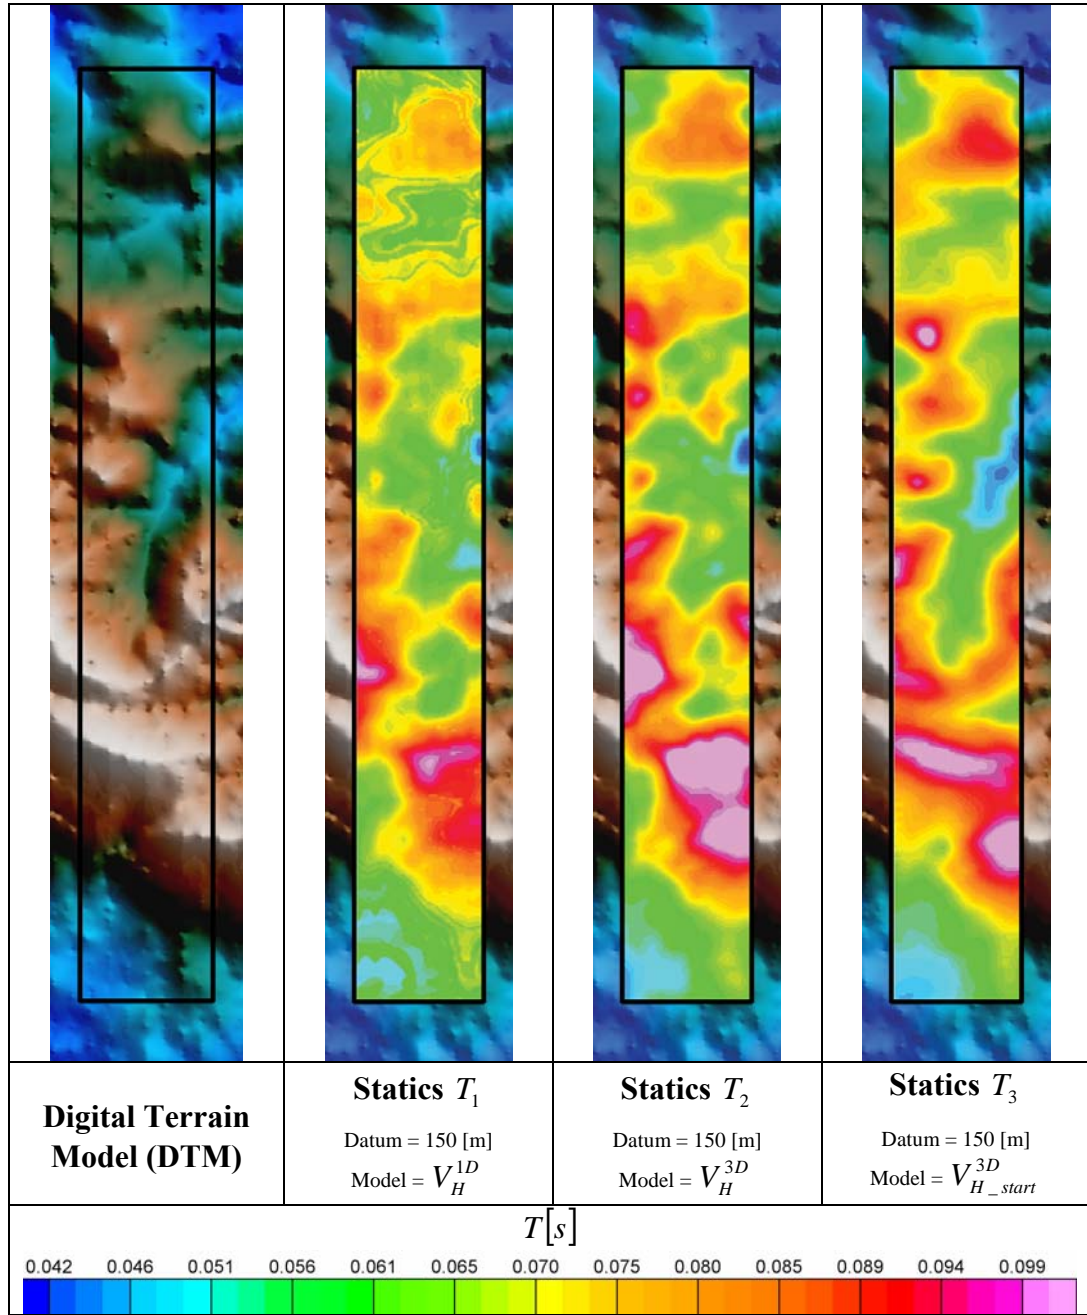 Digital Terrain
Model (DTM)
Statics T₁
Datum = 150 [m]
Model = V_H^{1D}
Statics T₂
Datum = 150 [m]
Model = V_H^{3D}
Statics T₃
Datum = 150 [m]
Model = V_{H_start}^{3D}
T[s]
0.042 0.046 0.051 0.056 0.061 0.065 0.070 0.075 0.080 0.085 0.089 0.094 0.099